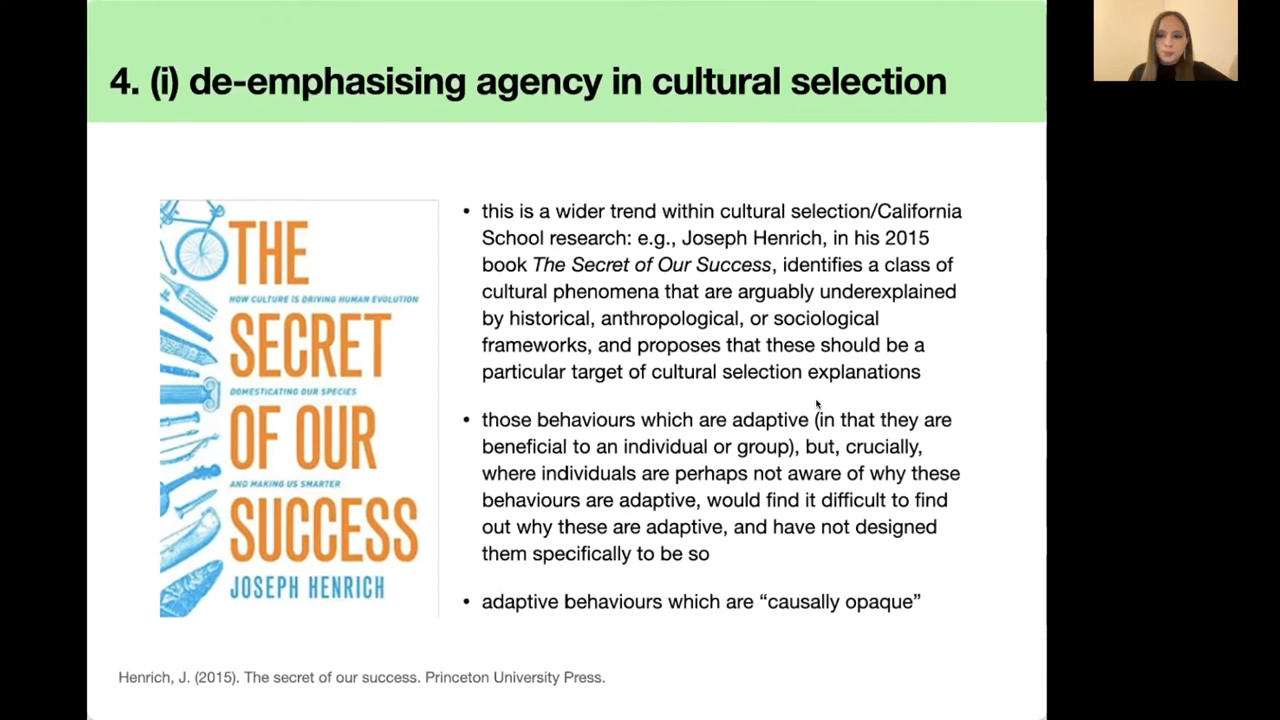 4. (i) de-emphasising agency in cultural selection
THE
HOW CULTURE IS DRIVING HUMAN EVOLUTION
SECRET
DOMESTICATING OUR SPECIES
OF OUR
AND MAKING US SMARTER
SUCCESS
JOSEPH HENRICH
• this is a wider trend within cultural selection/California
School research: e.g., Joseph Henrich, in his 2015
book The Secret of Our Success, identifies a class of
cultural phenomena that are arguably underexplained
by historical, anthropological, or sociological
frameworks, and proposes that these should be a
particular target of cultural selection explanations
• those behaviours which are adaptive (in that they are
beneficial to an individual or group), but, crucially,
where individuals are perhaps not aware of why these
behaviours are adaptive, would find it difficult to find
out why these are adaptive, and have not designed
them specifically to be so
• adaptive behaviours which are “causally opaque”
Henrich, J. (2015). The secret of our success. Princeton University Press.